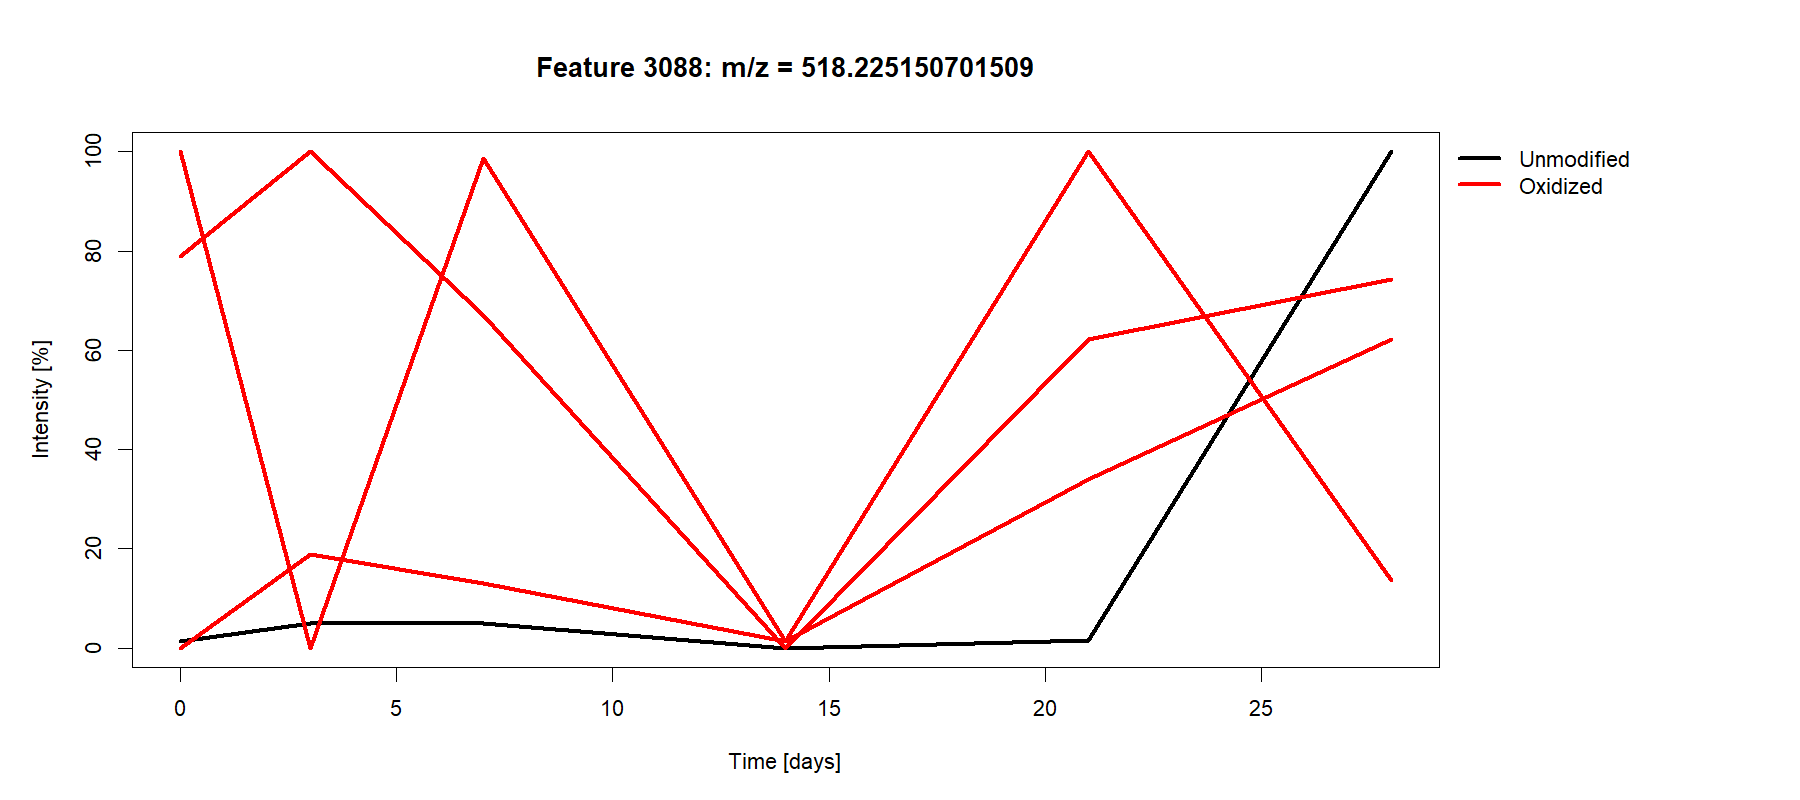 Feature 3088: m/z = 518.225150701509
100
80
60
40
20
0
Intensity [%]
0 5 10 15 20 25
Time [days]
Unmodified
Oxidized